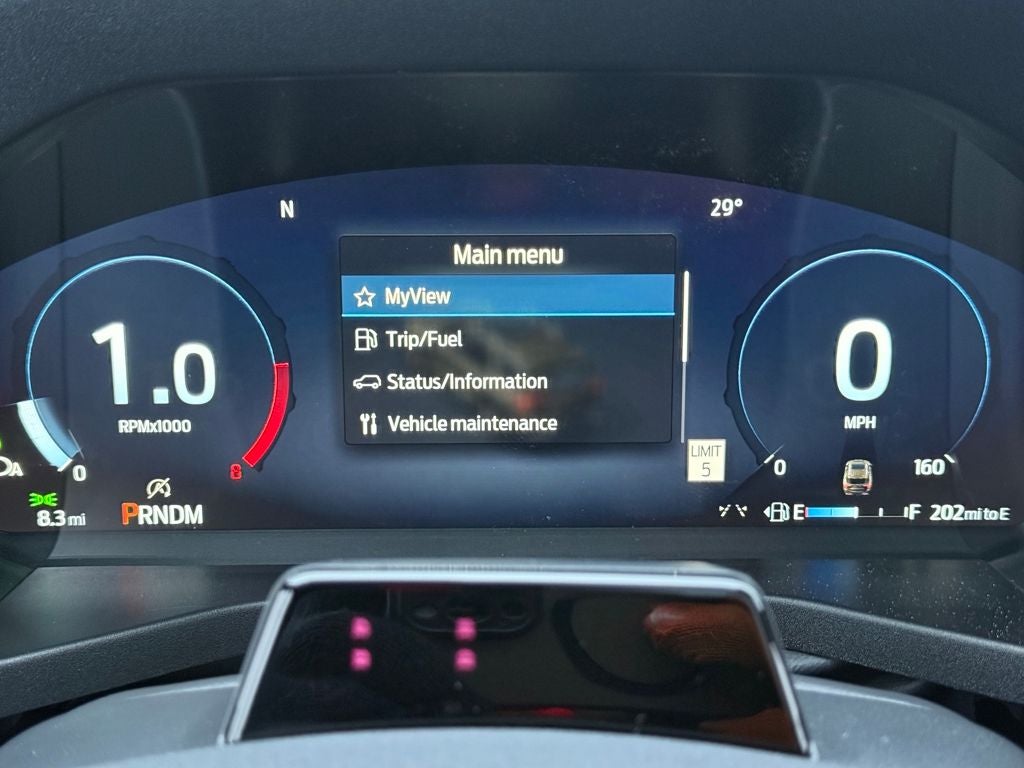 N
29°
Main menu
MyView
Trip/Fuel
Status/Information
Vehicle maintenance
1.0
RPMx1000
0
8
A
8.3 mi
PRNDM
0
MPH
0
160
LIMIT
5
E
F
202 mi to E